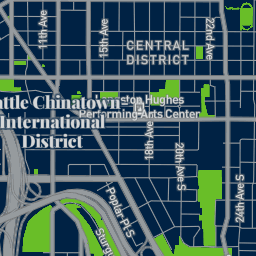 11th Ave
15th Ave
22nd Ave
CENTRAL
DISTRICT
ttle Chinatown
International
District
ston Hughes
Performing Arts Center
18th Ave
20th Ave S
24th Ave S
Poplar Pl S
Sturgu